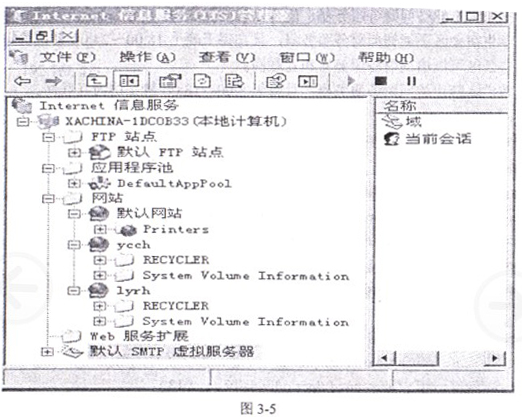 Internet 信息服务(IIS)管理器
文件(F) 操作(A) 查看(V) 窗口(W) 帮助(H)
Internet 信息服务
XACHINA-1DCOB33(本地计算机)
FTP 站点
默认 FTP 站点
应用程序池
DefaultAppPool
网站
默认网站
Printers
ycch
RECYCLER
System Volume Information
lyrh
RECYCLER
System Volume Information
Web 服务扩展
默认 SMTP 虚拟服务器
名称
域
当前会话
图 3-5